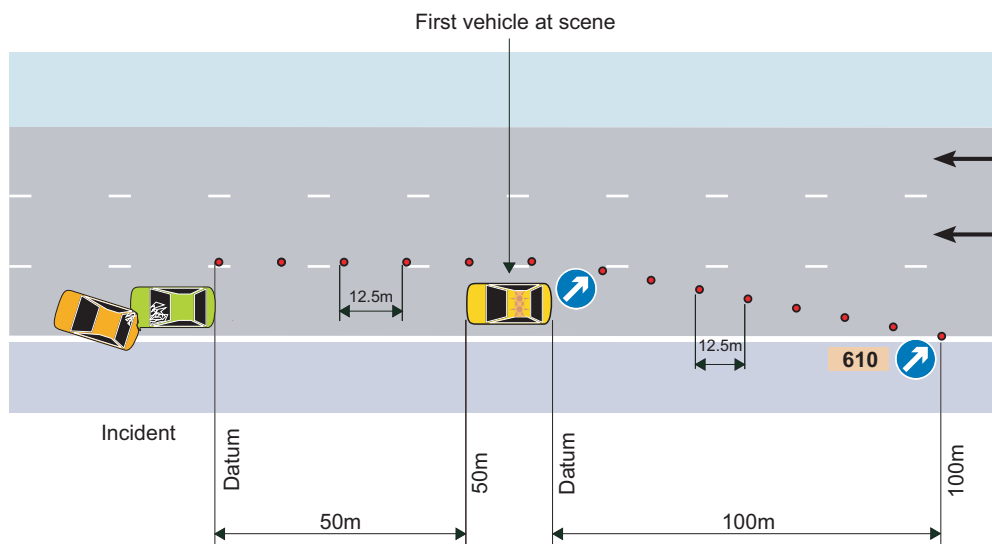 First vehicle at scene
12.5m
12.5m
610
Incident
Datum
50m
Datum
100m
50m
100m